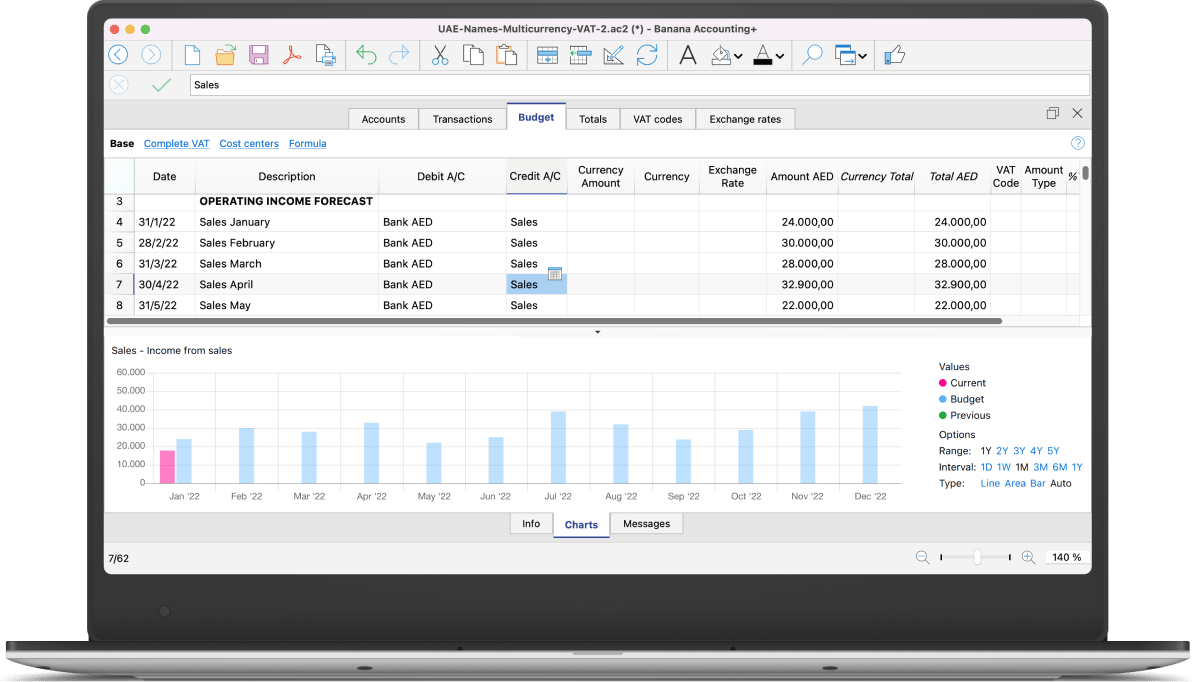 UAE-Names-Multicurrency-VAT-2.ac2 (*) - Banana Accounting+
Sales
Accounts Transactions Budget Totals VAT codes Exchange rates
Base Complete VAT Cost centers Formula
Date Description Debit A/C Credit A/C Currency Amount Currency Exchange Rate Amount AED Currency Total Total AED VAT Code Amount Type %
3 OPERATING INCOME FORECAST
4 31/1/22 Sales January Bank AED Sales 24.000,00 24.000,00
5 28/2/22 Sales February Bank AED Sales 30.000,00 30.000,00
6 31/3/22 Sales March Bank AED Sales 28.000,00 28.000,00
7 30/4/22 Sales April Bank AED Sales 32.900,00 32.900,00
8 31/5/22 Sales May Bank AED Sales 22.000,00 22.000,00
Sales - Income from sales
60.000
50.000
40.000
30.000
20.000
10.000
0
Jan '22 Feb '22 Mar '22 Apr '22 May '22 Jun '22 Jul '22 Aug '22 Sep '22 Oct '22 Nov '22 Dec '22
Values
Current
Budget
Previous
Options
Range: 1Y 2Y 3Y 4Y 5Y
Interval: 1D 1W 1M 3M 6M 1Y
Type: Line Area Bar Auto
Info Charts Messages
7/62
140 %